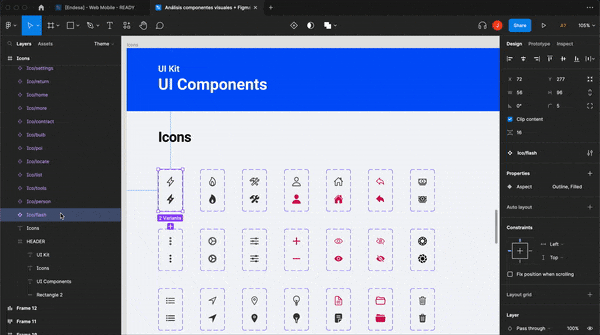 [Endesa] - Web Mobile - READY
Análisis componentes visuales + Figma
Share
A?
105%
Layers
Assets
Theme
Icons
Ico/settings
Ico/return
Ico/home
Ico/more
Ico/contract
Ico/bulb
Ico/poi
Ico/locate
Ico/list
Ico/tools
Ico/person
Ico/flash
Icons
HEADER
UI Kit
Icons
UI Components
Rectangle 2
Frame 12
Frame 11
Icons
UI Kit
UI Components
Icons
2 Variants
Design
Prototype
Inspect
X 72
Y 277
W 56
H 96
0°
5
Clip content
16
Ico/flash
Properties
Aspect
Outline, Filled
Auto layout
Constraints
Left
Top
Fix position when scrolling
Layout grid
Layer
Pass through
100%